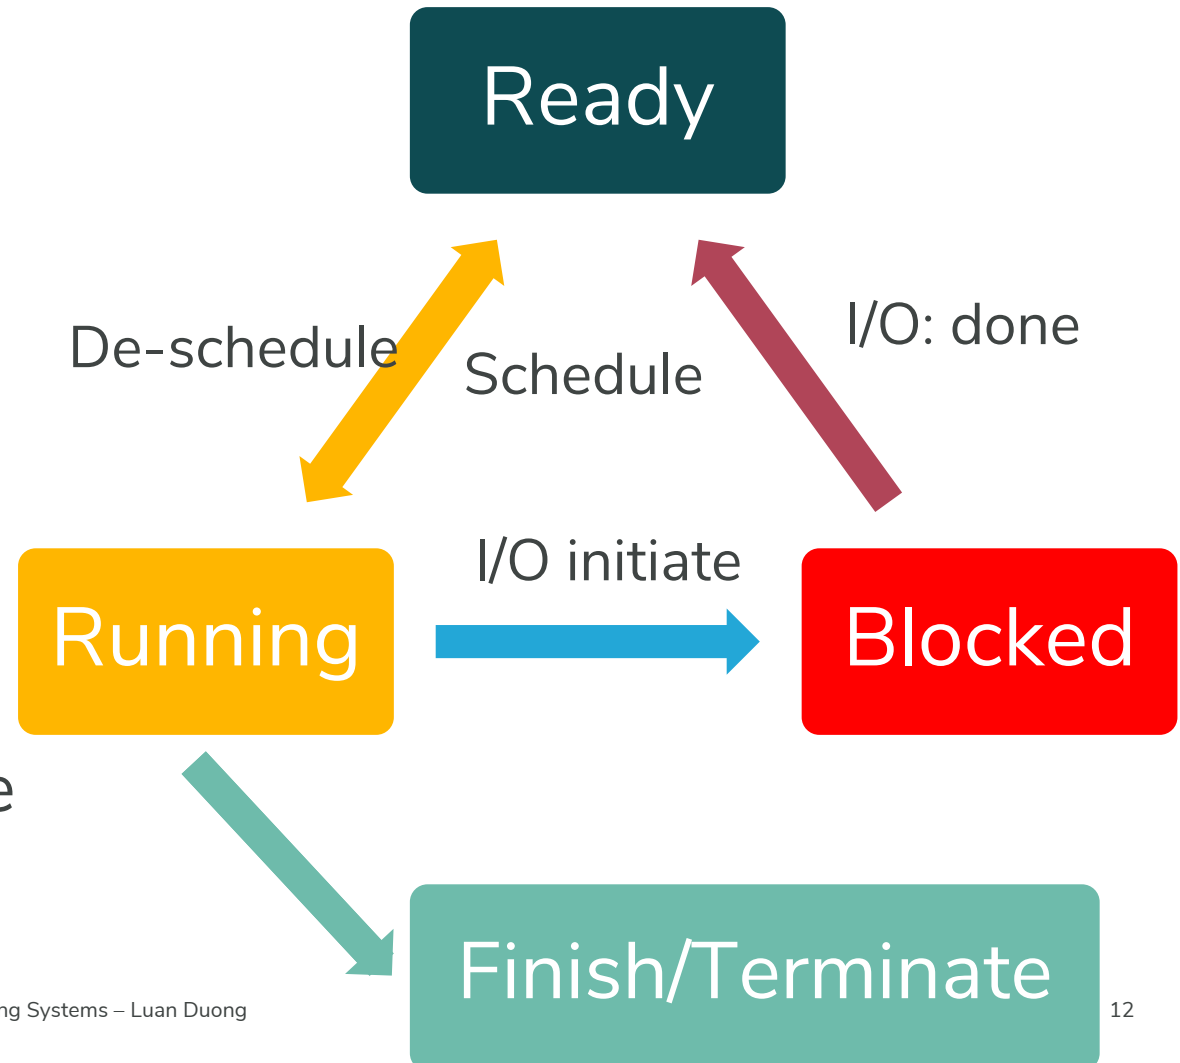 Ready
De-schedule
Schedule
I/O: done
I/O initiate
Running
Blocked
Finish/Terminate
ng Systems – Luan Duong
12